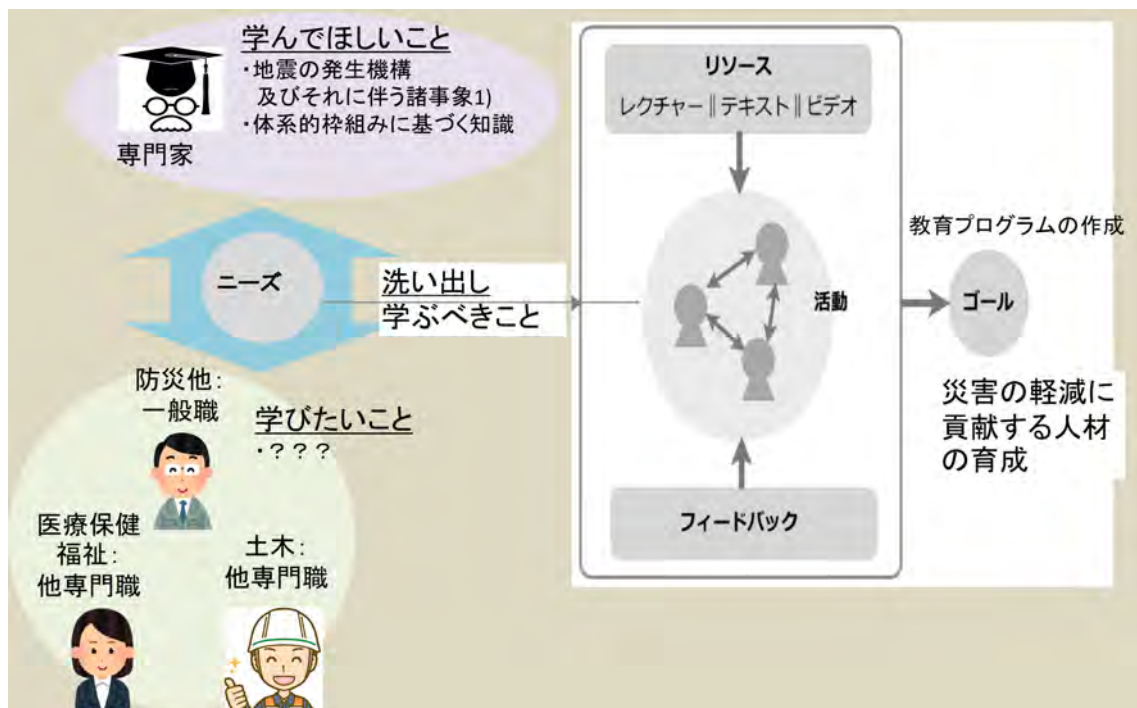 学んでほしいこと
・地震の発生機構
及びそれに伴う諸事象1)
・体系的枠組みに基づく知識
専門家
ニーズ
洗い出し
学ぶべきこと
防災他：
一般職
学びたいこと
・？？？
医療保健
福祉：
他専門職
土木：
他専門職
リソース
レクチャー‖テキスト‖ビデオ
活動
フィードバック
教育プログラムの作成
ゴール
災害の軽減に
貢献する人材
の育成